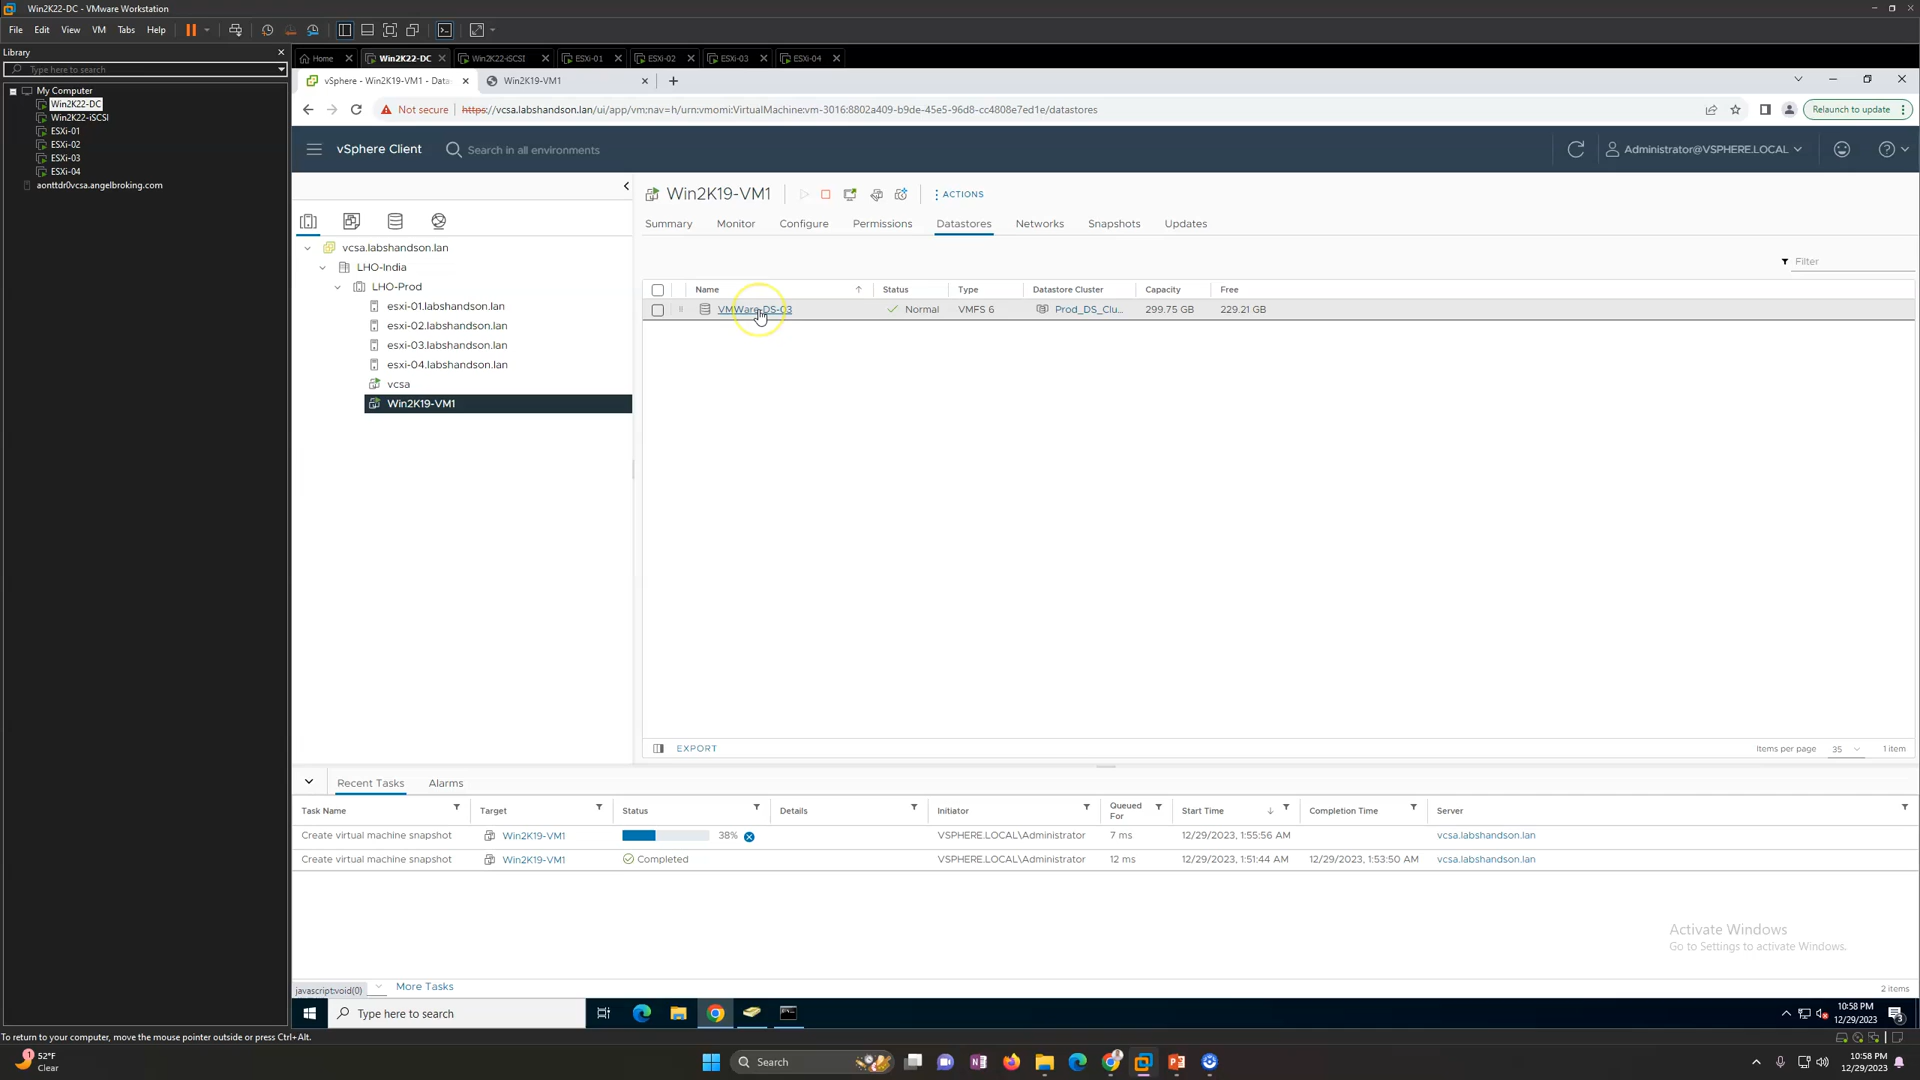 Win2K22-DC - VMware Workstation
File Edit View VM Tabs Help
Library
Type here to search
My Computer
Win2K22-DC
Win2K22-iSCSI
ESXi-01
ESXi-02
ESXi-03
ESXi-04
aonttdr0vcsa.angelbroking.com
Home Win2K22-DC Win2K22-iSCSI ESXi-01 ESXi-02 ESXi-03 ESXi-04
vSphere - Win2K19-VM1 - Data Win2K19-VM1
Not secure https://vcsa.labshandson.lan/ui/app/vm;nav=h/urn:vmomi:VirtualMachine:vm-3016:8802a409-b9de-45e5-96d8-cc4808e7ed1e/datastores Relaunch to update
vSphere Client Search in all environments Administrator@VSPHERE.LOCAL
vcsa.labshandson.lan
LHO-India
LHO-Prod
esxi-01.labshandson.lan
esxi-02.labshandson.lan
esxi-03.labshandson.lan
esxi-04.labshandson.lan
vcsa
Win2K19-VM1
Win2K19-VM1 ACTIONS
Summary Monitor Configure Permissions Datastores Networks Snapshots Updates
Filter
Name Status Type Datastore Cluster Capacity Free
VMWare-DS-03 Normal VMFS 6 Prod_DS_Clu... 299.75 GB 229.21 GB
EXPORT Items per page 35 1 item
Recent Tasks Alarms
Task Name Target Status Details Initiator Queued For Start Time Completion Time Server
Create virtual machine snapshot Win2K19-VM1 38% VSPHERE.LOCAL\Administrator 7 ms 12/29/2023, 1:55:56 AM vcsa.labshandson.lan
Create virtual machine snapshot Win2K19-VM1 Completed VSPHERE.LOCAL\Administrator 12 ms 12/29/2023, 1:51:44 AM 12/29/2023, 1:53:50 AM vcsa.labshandson.lan
Activate Windows
Go to Settings to activate Windows.
javascript:void(0) More Tasks 2 items
Type here to search 10:58 PM
12/29/2023 3
To return to your computer, move the mouse pointer outside or press Ctrl+Alt.
1 52°F
Clear
Search
10:58 PM
12/29/2023